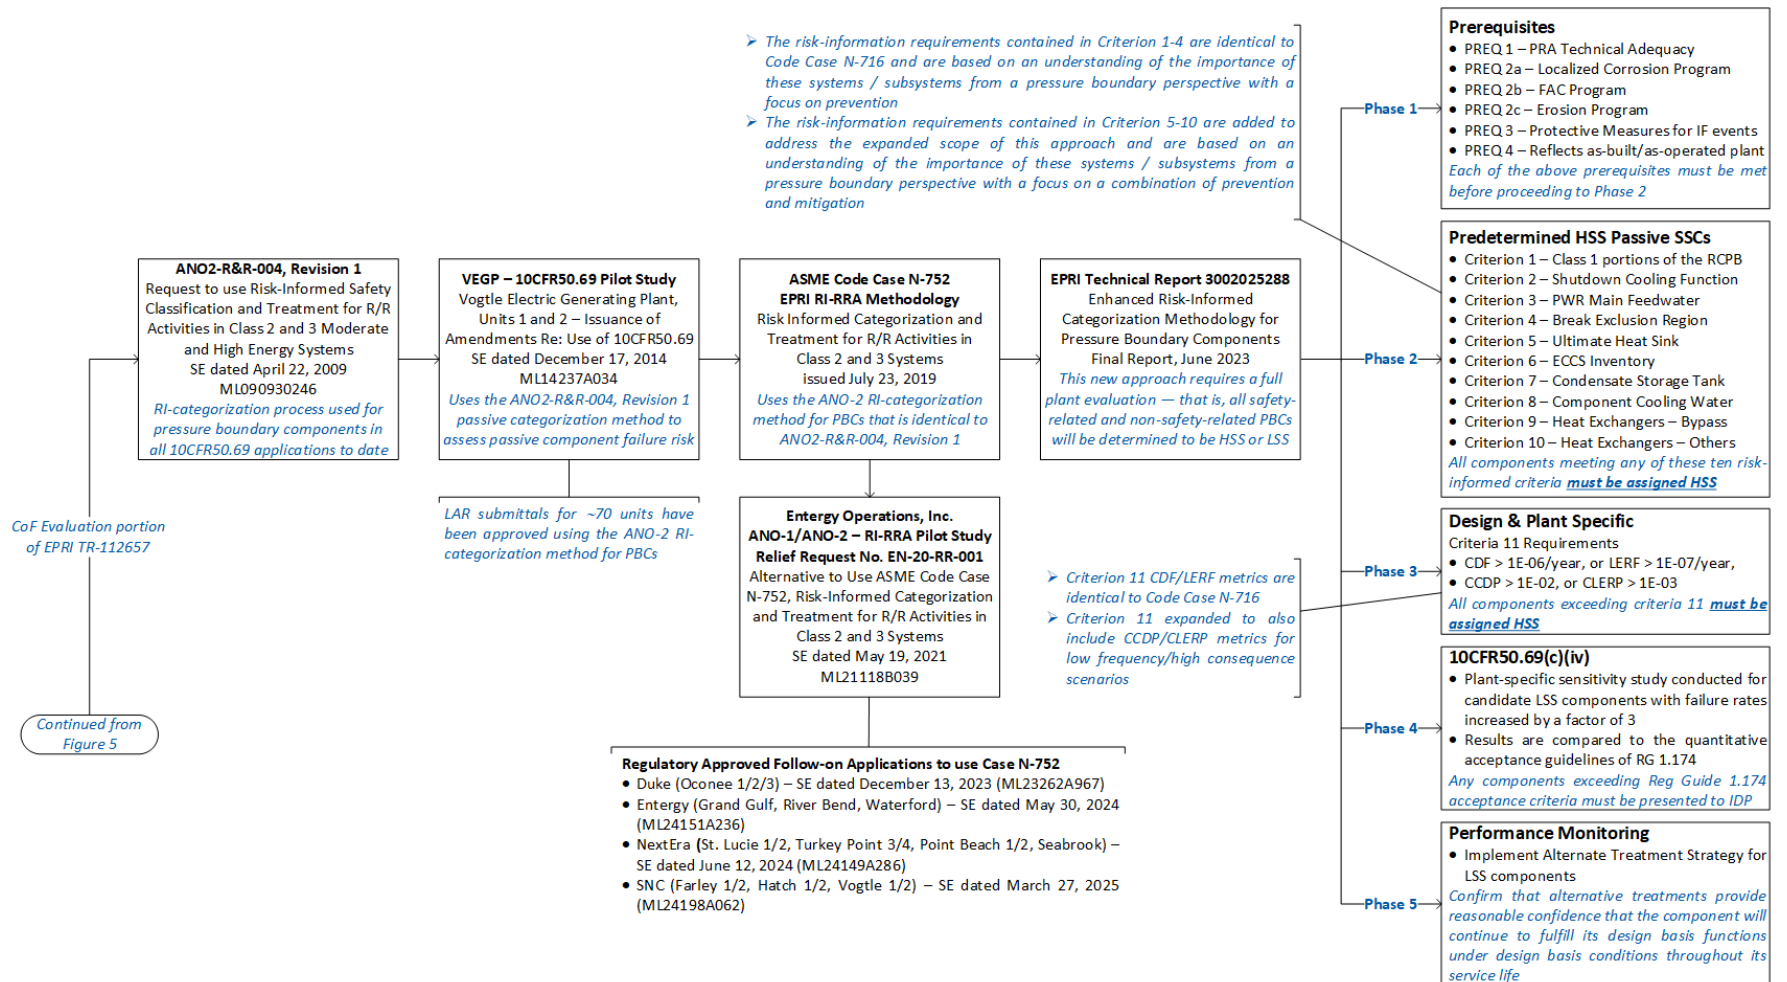 ➢ The risk-information requirements contained in Criterion 1-4 are identical to
Code Case N-716 and are based on an understanding of the importance of
these systems / subsystems from a pressure boundary perspective with a
focus on prevention
➢ The risk-information requirements contained in Criterion 5-10 are added to
address the expanded scope of this approach and are based on an
understanding of the importance of these systems / subsystems from a
pressure boundary perspective with a focus on a combination of prevention
and mitigation
Phase 1
Prerequisites
• PREQ 1 – PRA Technical Adequacy
• PREQ 2a – Localized Corrosion Program
• PREQ 2b – FAC Program
• PREQ 2c – Erosion Program
• PREQ 3 – Protective Measures for IF events
• PREQ 4 – Reflects as-built/as-operated plant
Each of the above prerequisites must be met
before proceeding to Phase 2
ANO2-R&R-004, Revision 1
Request to use Risk-Informed Safety
Classification and Treatment for R/R
Activities in Class 2 and 3 Moderate
and High Energy Systems
SE dated April 22, 2009
ML090930246
RI-categorization process used for
pressure boundary components in
all 10CFR50.69 applications to date
VEGP – 10CFR50.69 Pilot Study
Vogtle Electric Generating Plant,
Units 1 and 2 – Issuance of
Amendments Re: Use of 10CFR50.69
SE dated December 17, 2014
ML14237A034
Uses the ANO2-R&R-004, Revision 1
passive categorization method to
assess passive component failure risk
ASME Code Case N-752
EPRI RI-RRA Methodology
Risk Informed Categorization and
Treatment for R/R Activities in
Class 2 and 3 Systems
issued July 23, 2019
Uses the ANO-2 RI-categorization
method for PBCs that is identical to
ANO2-R&R-004, Revision 1
EPRI Technical Report 3002025288
Enhanced Risk-Informed
Categorization Methodology for
Pressure Boundary Components
Final Report, June 2023
This new approach requires a full
plant evaluation — that is, all safety-
related and non-safety-related PBCs
will be determined to be HSS or LSS
Phase 2
Predetermined HSS Passive SSCs
• Criterion 1 – Class 1 portions of the RCPB
• Criterion 2 – Shutdown Cooling Function
• Criterion 3 – PWR Main Feedwater
• Criterion 4 – Break Exclusion Region
• Criterion 5 – Ultimate Heat Sink
• Criterion 6 – ECCS Inventory
• Criterion 7 – Condensate Storage Tank
• Criterion 8 – Component Cooling Water
• Criterion 9 – Heat Exchangers – Bypass
• Criterion 10 – Heat Exchangers – Others
All components meeting any of these ten risk-
informed criteria must be assigned HSS
CoF Evaluation portion
of EPRI TR-112657
Continued from
Figure 5
LAR submittals for ~70 units have
been approved using the ANO-2 RI-
categorization method for PBCs
Entergy Operations, Inc.
ANO-1/ANO-2 – RI-RRA Pilot Study
Relief Request No. EN-20-RR-001
Alternative to Use ASME Code Case
N-752, Risk-Informed Categorization
and Treatment for R/R Activities in
Class 2 and 3 Systems
SE dated May 19, 2021
ML21118B039
➢ Criterion 11 CDF/LERF metrics are
identical to Code Case N-716
➢ Criterion 11 expanded to also
include CCDP/CLERP metrics for
low frequency/high consequence
scenarios
Phase 3
Design & Plant Specific
Criteria 11 Requirements
• CDF > 1E-06/year, or LERF > 1E-07/year,
• CCDP > 1E-02, or CLERP > 1E-03
All components exceeding criteria 11 must be
assigned HSS
Phase 4
10CFR50.69(c)(iv)
• Plant-specific sensitivity study conducted for
candidate LSS components with failure rates
increased by a factor of 3
• Results are compared to the quantitative
acceptance guidelines of RG 1.174
Any components exceeding Reg Guide 1.174
acceptance criteria must be presented to IDP
Regulatory Approved Follow-on Applications to use Case N-752
• Duke (Oconee 1/2/3) – SE dated December 13, 2023 (ML23262A967)
• Entergy (Grand Gulf, River Bend, Waterford) – SE dated May 30, 2024
(ML24151A236)
• NextEra (St. Lucie 1/2, Turkey Point 3/4, Point Beach 1/2, Seabrook) –
SE dated June 12, 2024 (ML24149A286)
• SNC (Farley 1/2, Hatch 1/2, Vogtle 1/2) – SE dated March 27, 2025
(ML24198A062)
Phase 5
Performance Monitoring
• Implement Alternate Treatment Strategy for
LSS components
Confirm that alternative treatments provide
reasonable confidence that the component will
continue to fulfill its design basis functions
under design basis conditions throughout its
service life